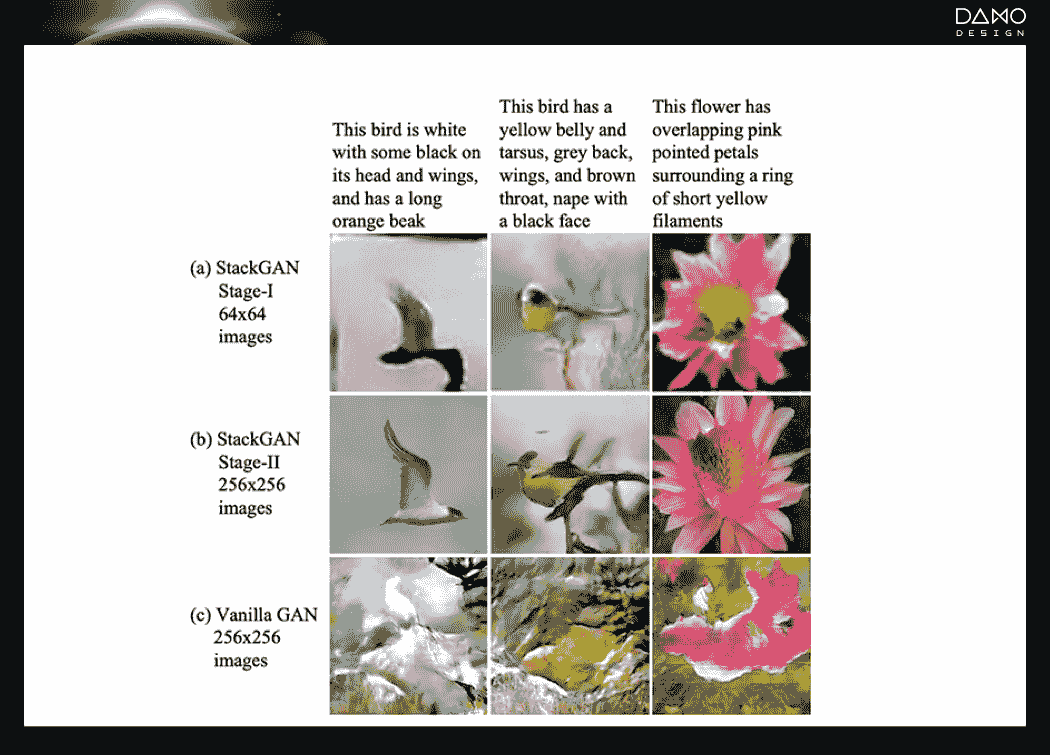 DAMO
DESIGN
This bird is white
with some black on
its head and wings,
and has a long
orange beak
This bird has a
yellow belly and
tarsus, grey back,
wings, and brown
throat, nape with
a black face
This flower has
overlapping pink
pointed petals
surrounding a ring
of short yellow
filaments
(a) StackGAN
Stage-I
64x64
images
(b) StackGAN
Stage-II
256x256
images
(c) Vanilla GAN
256x256
images